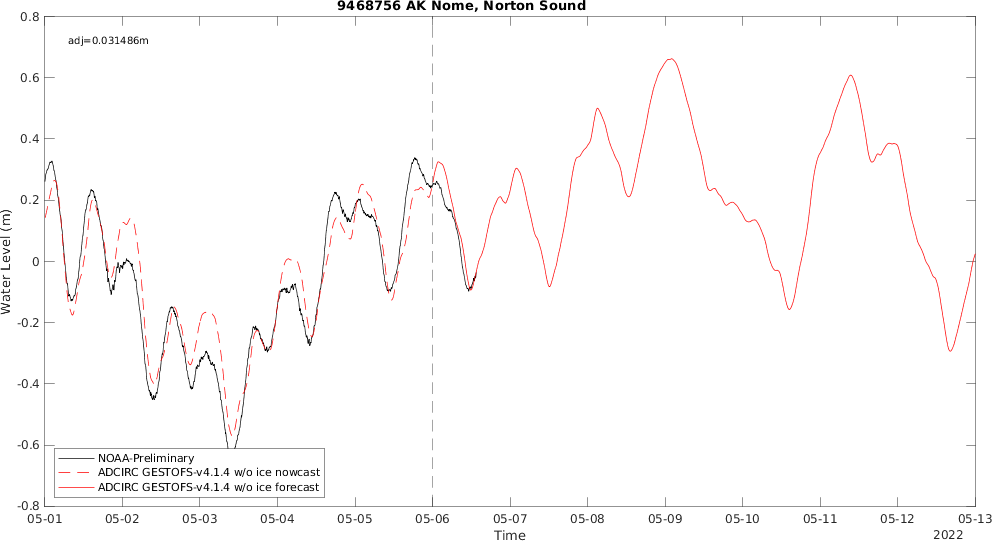 9468756 AK Nome, Norton Sound
adj=0.031486m
0.8
0.6
0.4
0.2
0
-0.2
-0.4
-0.6
-0.8
Water Level (m)
NOAA-Preliminary
ADCIRC GESTOFS-v4.1.4 w/o ice nowcast
ADCIRC GESTOFS-v4.1.4 w/o ice forecast
05-01 05-02 05-03 05-04 05-05 05-06 05-07 05-08 05-09 05-10 05-11 05-12 05-13
Time
2022